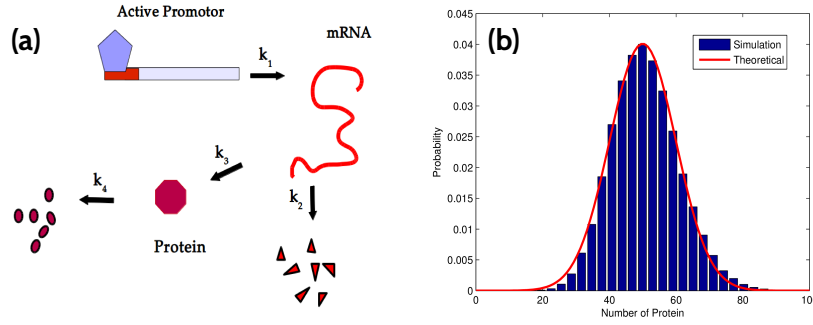 (a)
Active Promotor
k1
mRNA
k3
k2
k4
Protein
(b)
0.045
0.04
0.035
0.03
0.025
0.02
0.015
0.01
0.005
0
Probability
Simulation
Theoretical
0 20 40 60 80 100
Number of Protein